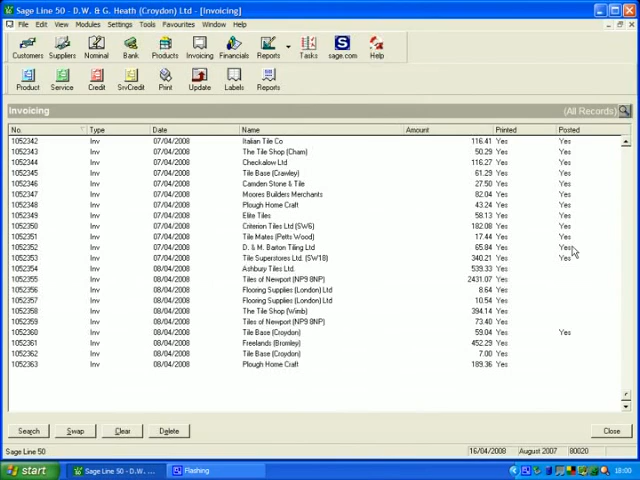 Sage Line 50 - D.W. & G. Heath (Croydon) Ltd - [Invoicing]
File Edit View Modules Settings Tools Favourites Window Help
Customers Suppliers Nominal Bank Products Invoicing Financials Reports Tasks sage.com Help
Product Service Credit SrvCredit Print Update Labels Reports
Invoicing (All Records)
No. Type Date Name Amount Printed Posted
1052342 Inv 07/04/2008 Italian Tile Co 116.41 Yes Yes
1052343 Inv 07/04/2008 The Tile Shop (Cham) 50.29 Yes Yes
1052344 Inv 07/04/2008 Checkalow Ltd 116.27 Yes Yes
1052345 Inv 07/04/2008 Tile Base (Crawley) 61.29 Yes Yes
1052346 Inv 07/04/2008 Camden Stone & Tile 27.50 Yes Yes
1052347 Inv 07/04/2008 Moores Builders Merchants 82.04 Yes Yes
1052348 Inv 07/04/2008 Plough Home Craft 43.24 Yes Yes
1052349 Inv 07/04/2008 Elite Tiles 58.13 Yes Yes
1052350 Inv 07/04/2008 Criterion Tiles Ltd (SW6) 182.08 Yes Yes
1052351 Inv 07/04/2008 Tile Mates (Petts Wood) 17.44 Yes Yes
1052352 Inv 07/04/2008 D. & M. Barton Tiling Ltd 65.84 Yes Yes
1052353 Inv 07/04/2008 Tile Superstores Ltd. (SW18) 340.21 Yes Yes
1052354 Inv 08/04/2008 Ashbury Tiles Ltd. 539.33 Yes
1052355 Inv 08/04/2008 Tiles of Newport (NP9 8NP) 2431.07 Yes
1052356 Inv 08/04/2008 Flooring Supplies (London) Ltd 8.64 Yes
1052357 Inv 08/04/2008 Flooring Supplies (London) Ltd 10.54 Yes
1052358 Inv 08/04/2008 The Tile Shop (Wimb) 394.14 Yes
1052359 Inv 08/04/2008 Tiles of Newport (NP9 8NP) 73.40 Yes
1052360 Inv 08/04/2008 Tile Base (Croydon) 59.04 Yes Yes
1052361 Inv 08/04/2008 Freelands (Bromley) 452.29 Yes
1052362 Inv 08/04/2008 Tile Base (Croydon) 7.00 Yes
1052363 Inv 08/04/2008 Plough Home Craft 189.36 Yes
Search Swap Clear Delete Close
Sage Line 50 16/04/2008 August 2007 80020
start Sage Line 50 - D.W. ... Flashing 18:00